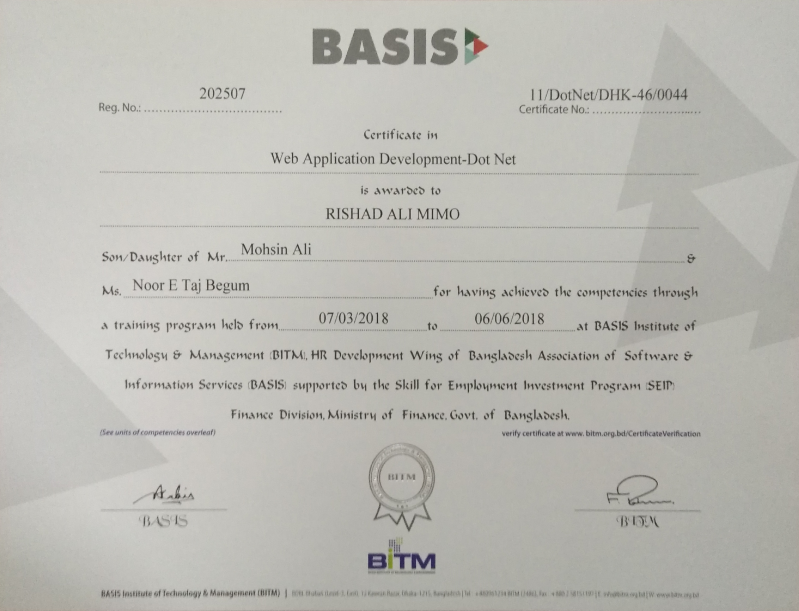 BASIS
202507 11/DotNet/DHK-46/0044
Reg. No.: .................................. Certificate No.: ..........................
Certificate in
Web Application Development-Dot Net
is awarded to
RISHAD ALI MIMO
Son/Daughter of Mr. Mohsin Ali &
Ms. Noor E Taj Begum for having achieved the competencies through
a training program held from 07/03/2018 to 06/06/2018 at BASIS Institute of
Technology & Management (BITM), HR Development Wing of Bangladesh Association of Software &
Information Services (BASIS) supported by the Skill for Employment Investment Program (SEIP)
Finance Division, Ministry of Finance, Govt. of Bangladesh.
(See units of competencies overleaf) verify certificate at www. bitm.org.bd/CertificateVerification
BITM
BASIS BITM
BITM
BASIS Institute of Technology & Management (BITM) |